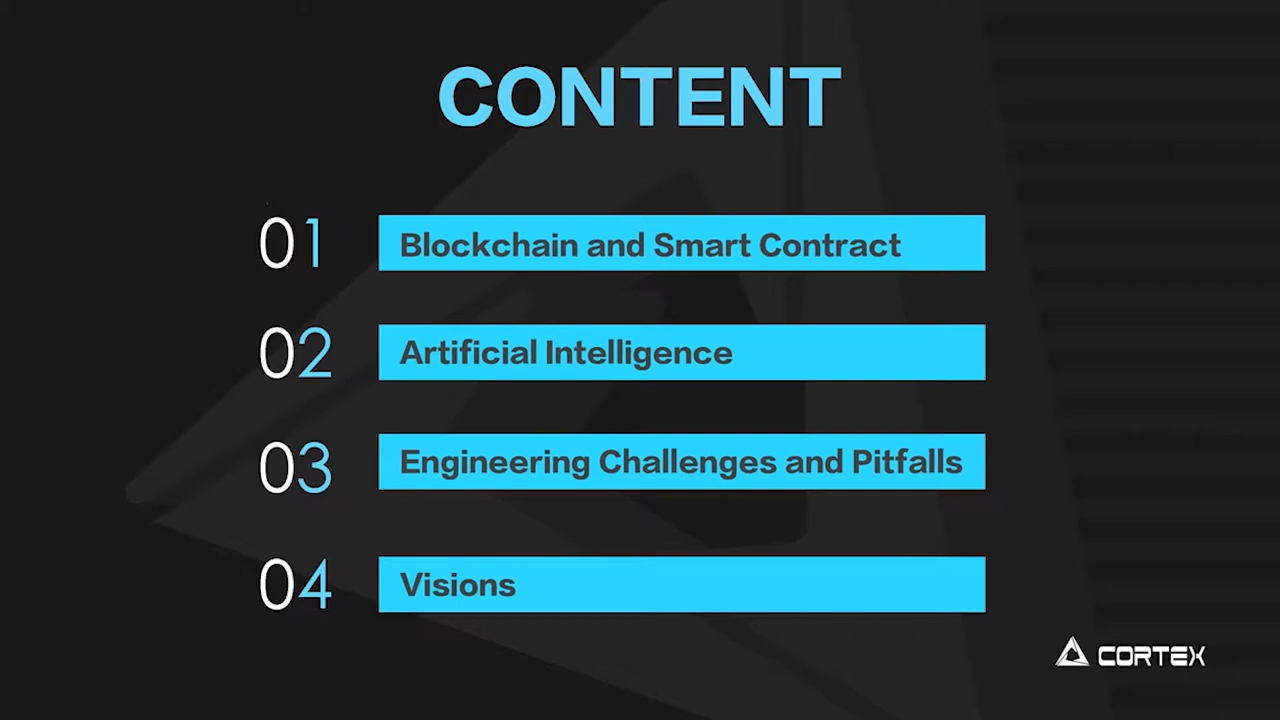 CONTENT
01 Blockchain and Smart Contract
02 Artificial Intelligence
03 Engineering Challenges and Pitfalls
04 Visions
CORTEX